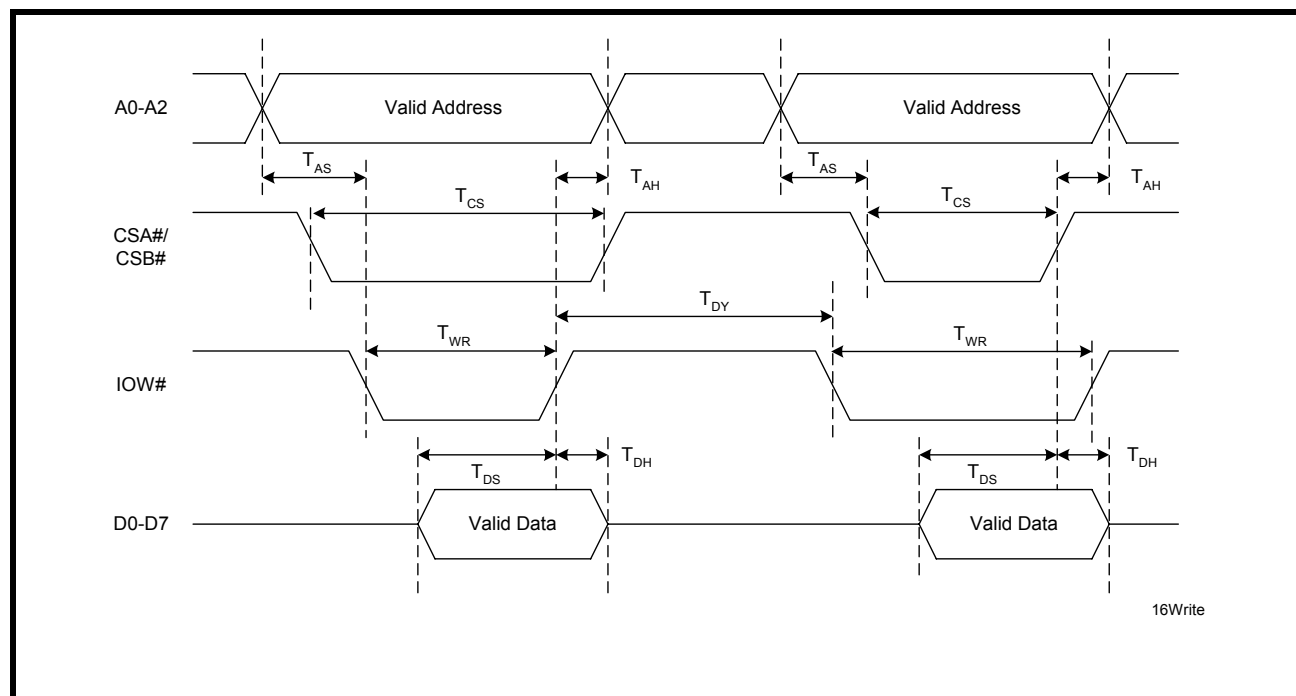 A0-A2
Valid Address
Valid Address
TAS
TAH
TAS
TAH
TCS
TCS
CSA#/
CSB#
TDY
TWR
TWR
IOW#
TDS
TDH
TDS
TDH
D0-D7
Valid Data
Valid Data
16Write